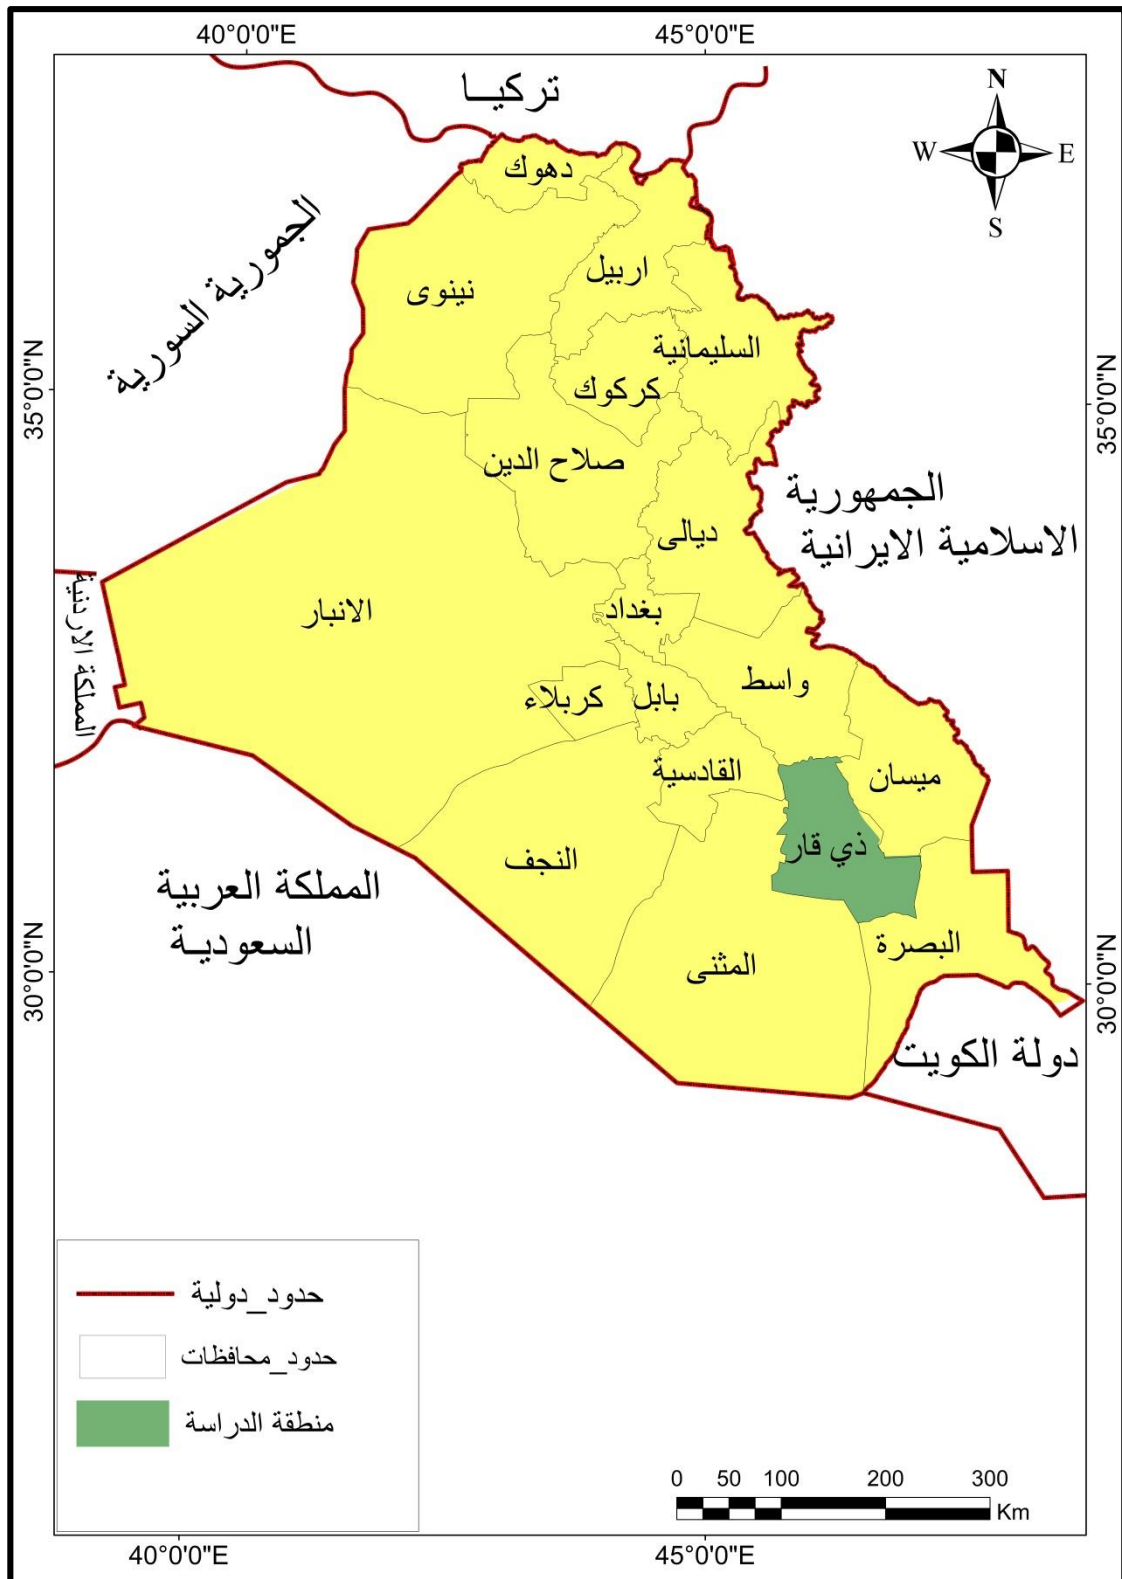 40°0'0"E
45°0'0"E
تركيـــا
N
W
E
S
دهوك
الجمورية السورية
اربيل
نينوى
السليمانية
كركوك
35°0'0"N
35°0'0"N
صلاح الدين
الجمهورية
الاسلامية الايرانية
ديالى
المملكة الاردنية
الانبار
بغداد
واسط
كربلاء
بابل
القادسية
ميسان
ذي قار
النجف
المملكة العربية
السعوديـة
البصرة
المثنى
30°0'0"N
30°0'0"N
دولة الكويت
حدود_دولية
حدود_محافظات
منطقة الدراسة
0 50 100 200 300
Km
40°0'0"E
45°0'0"E